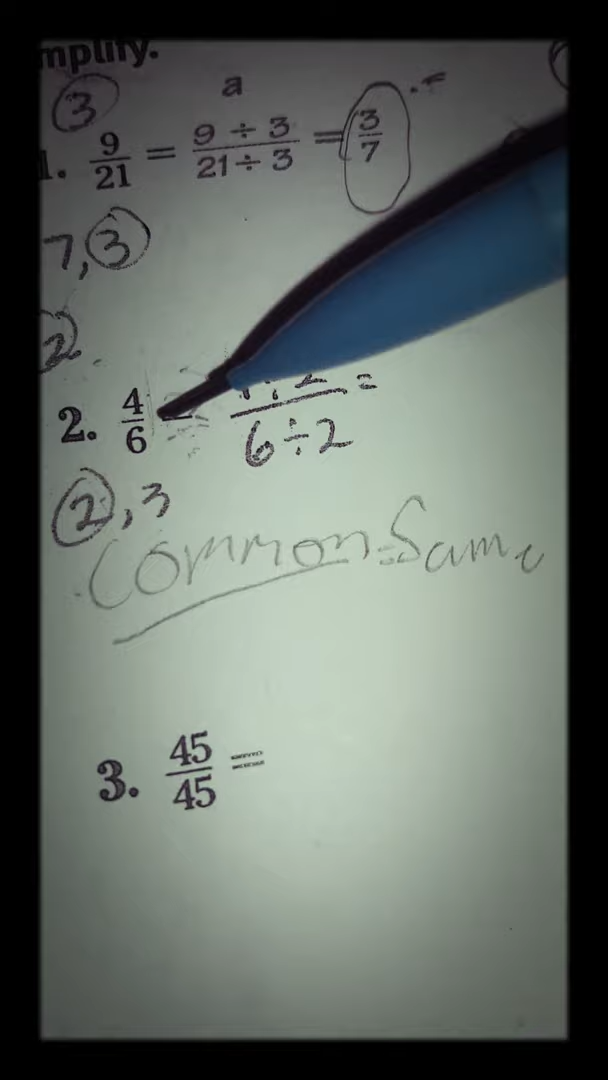 mplify.
3 a
1. 9/21 = 9 ÷ 3/21 ÷ 3 = 3/7
7, 3
2
2. 4/6 = 6 ÷ 2 =
2, 3
Common = Same
3. 45/45 =